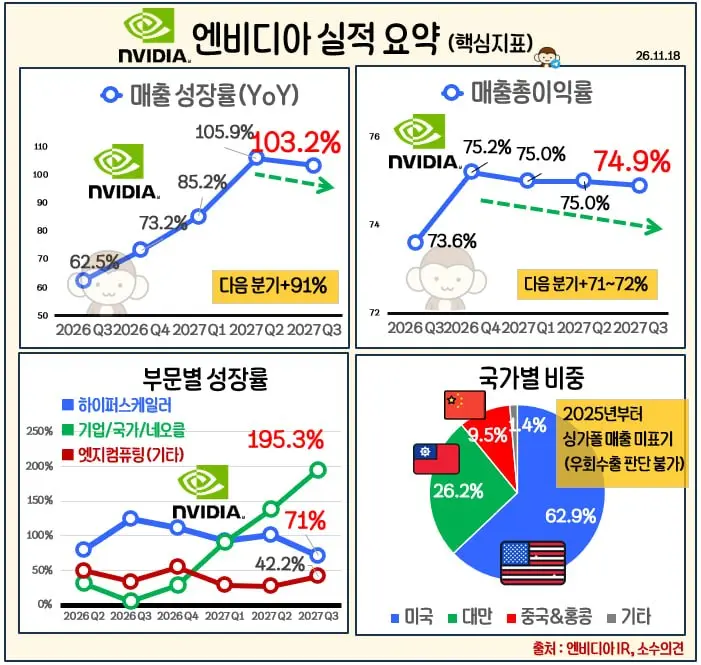 NVIDIA. 엔비디아 실적 요약 (핵심지표)
26.11.18
매출 성장률(YoY)
110
100
90
80
70
60
50
NVIDIA.
62.5%
73.2%
85.2%
105.9%
103.2%
다음 분기+91%
2026 Q3 2026 Q4 2027 Q1 2027 Q2 2027 Q3
매출총이익률
76
74
72
NVIDIA.
73.6%
75.2%
75.0%
75.0%
74.9%
다음 분기+71~72%
2026 Q3 2026 Q4 2027 Q1 2027 Q2 2027 Q3
부문별 성장률
하이퍼스케일러
기업/국가/네오클
엣지컴퓨팅(기타)
250%
200%
150%
100%
50%
0%
NVIDIA.
195.3%
71%
42.2%
2026 Q2 2026 Q3 2026 Q4 2027 Q1 2027 Q2 2027 Q3
국가별 비중
2025년부터
싱가폴 매출 미표기
(우회수출 판단 불가)
1.4%
9.5%
26.2%
62.9%
미국 대만 중국&홍콩 기타
출처 : 엔비디아 IR, 소수의견